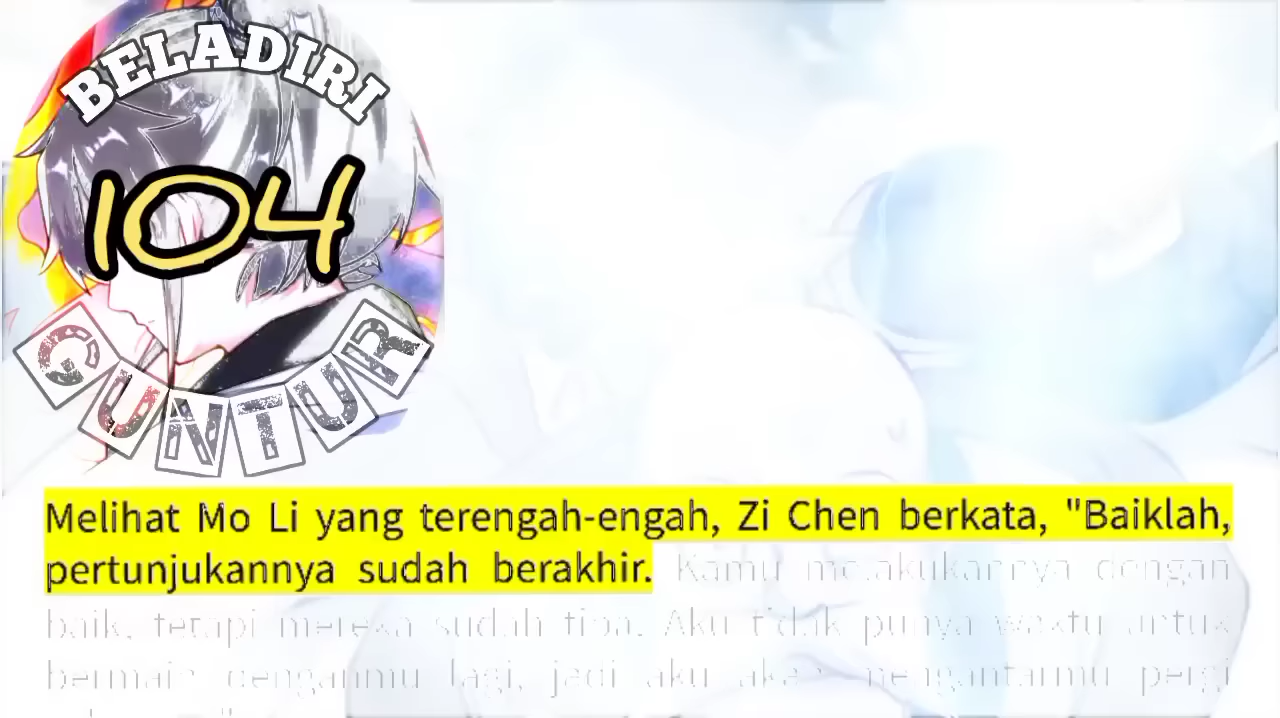 BELADIRI
104
GUNTUR
Melihat Mo Li yang terengah-engah, Zi Chen berkata, "Baiklah,
pertunjukannya sudah berakhir. Kamu melakukannya dengan
baik, tetapi mereka sudah tiba. Aku tidak punya waktu untuk
bermain denganmu lagi, jadi aku akan mengantarmu pergi